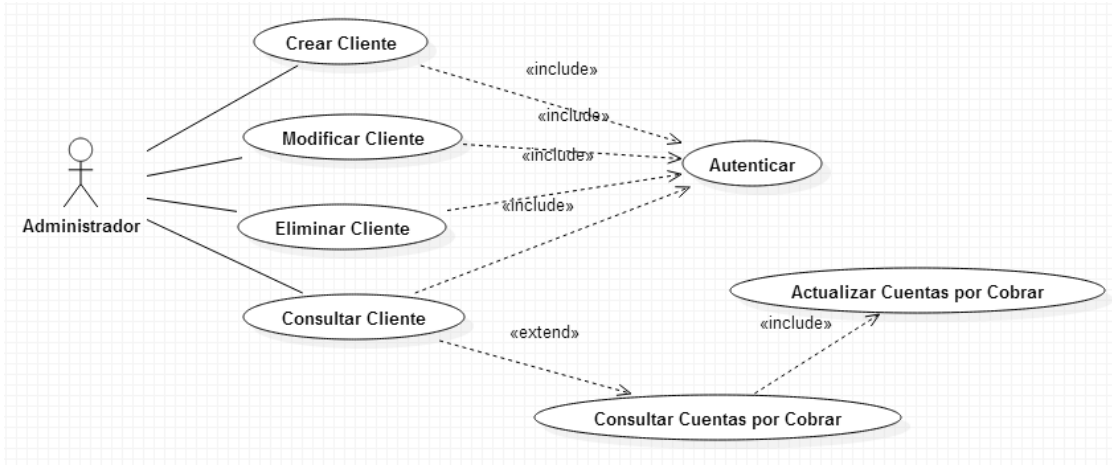 Crear Cliente
«include»
«include»
Modificar Cliente
«include»
Autenticar
«include»
Administrador
Eliminar Cliente
Actualizar Cuentas por Cobrar
Consultar Cliente
«extend»
«include»
Consultar Cuentas por Cobrar